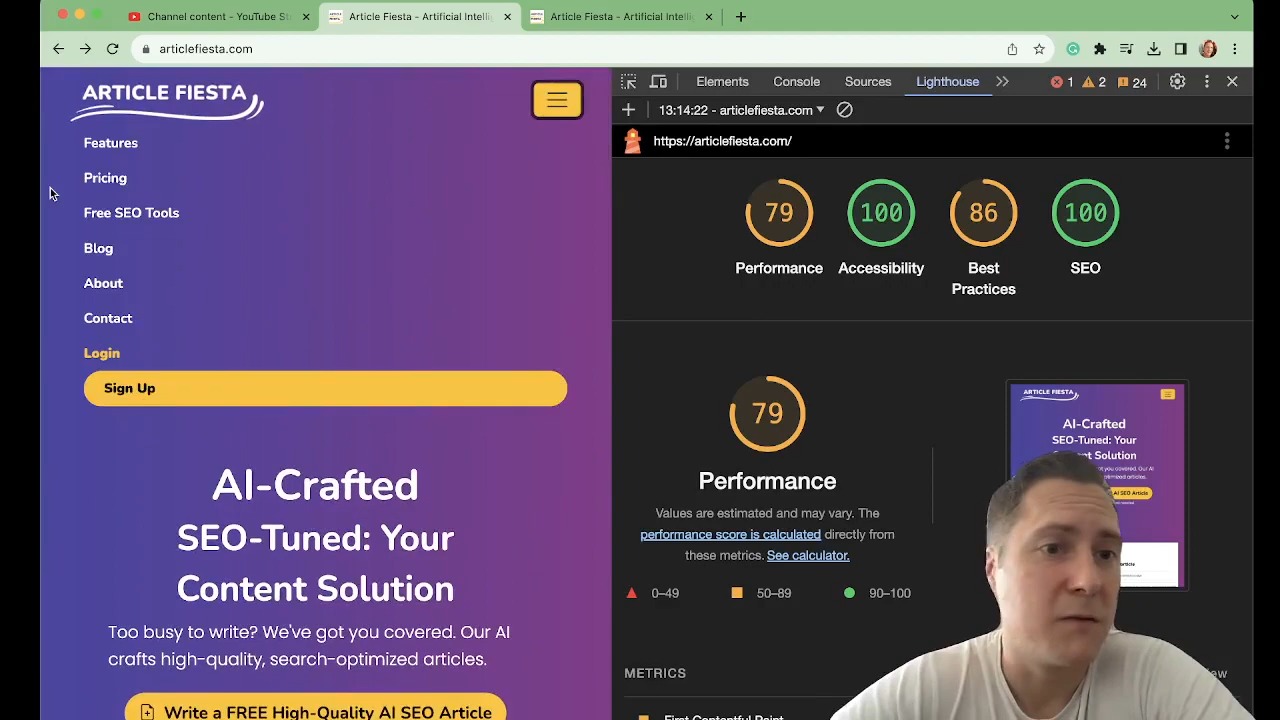 Channel content - YouTube St
Article Fiesta - Artificial Intellig
Article Fiesta - Artificial Intelli
articlefiesta.com
ARTICLE FIESTA
Features
Pricing
Free SEO Tools
Blog
About
Contact
Login
Sign Up
AI-Crafted
SEO-Tuned: Your
Content Solution
Too busy to write? We've got you covered. Our AI
crafts high-quality, search-optimized articles.
Write a FREE High-Quality AI SEO Article
Elements Console Sources Lighthouse 1 2 24
13:14:22 - articlefiesta.com
https://articlefiesta.com/
79 100 86 100
Performance Accessibility Best Practices SEO
79
Performance
Values are estimated and may vary. The
performance score is calculated directly from
these metrics. See calculator.
0–49 50–89 90–100
ARTICLE FIESTA
AI-Crafted
SEO-Tuned: Your
METRICS
First Contentful Paint